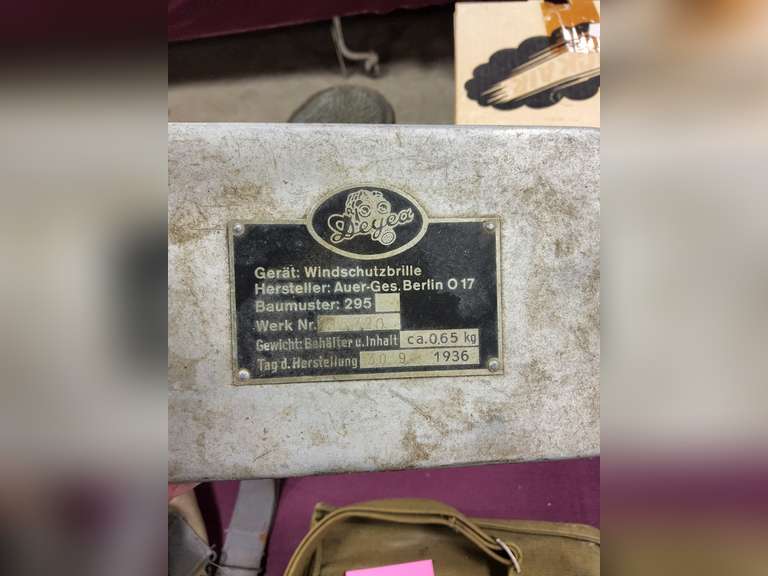 Degea
Gerät: Windschutzbrille
Hersteller: Auer-Ges. Berlin O 17
Baumuster: 295
Werk Nr.
Gewicht: Behälter u. Inhalt ca. 0,65 kg
Tag d. Herstellung 9 1936